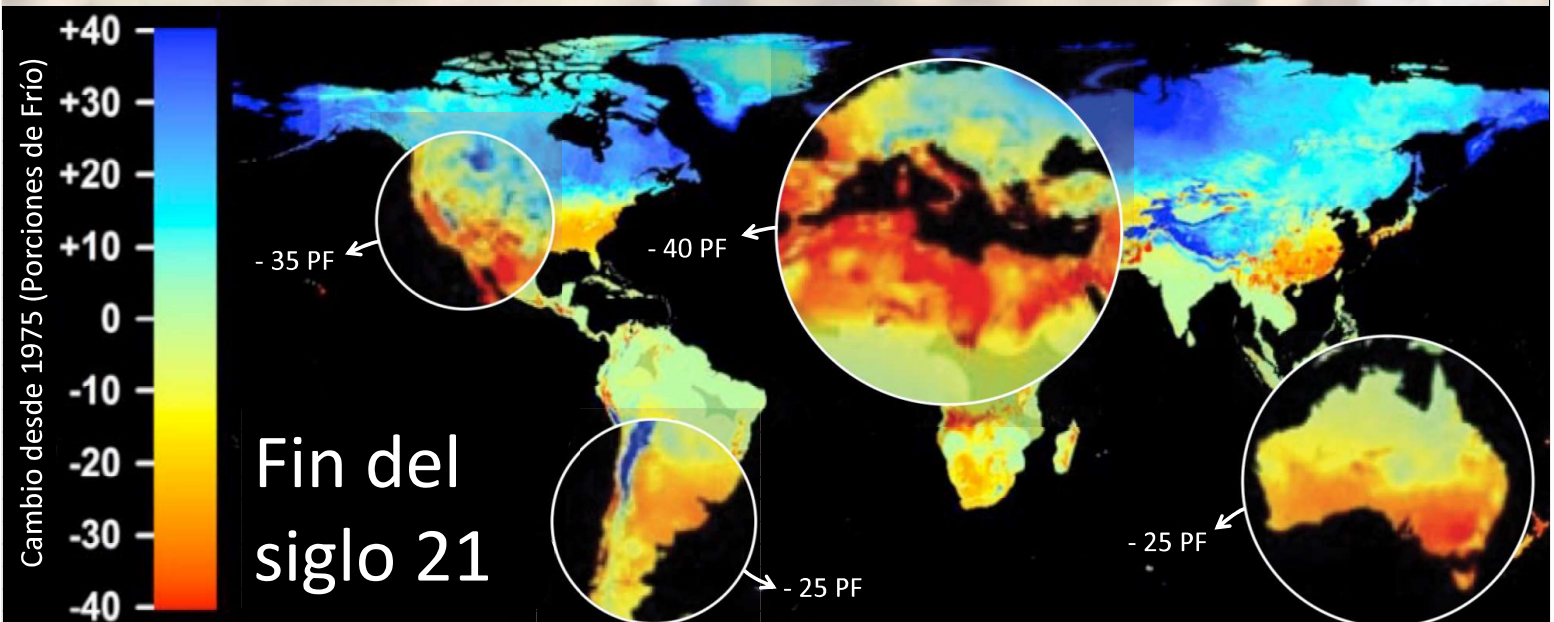 Cambio desde 1975 (Porciones de Frío)
+40
+30
+20
+10
0
-10
-20
-30
-40
- 35 PF
- 40 PF
- 25 PF
- 25 PF
Fin del
siglo 21